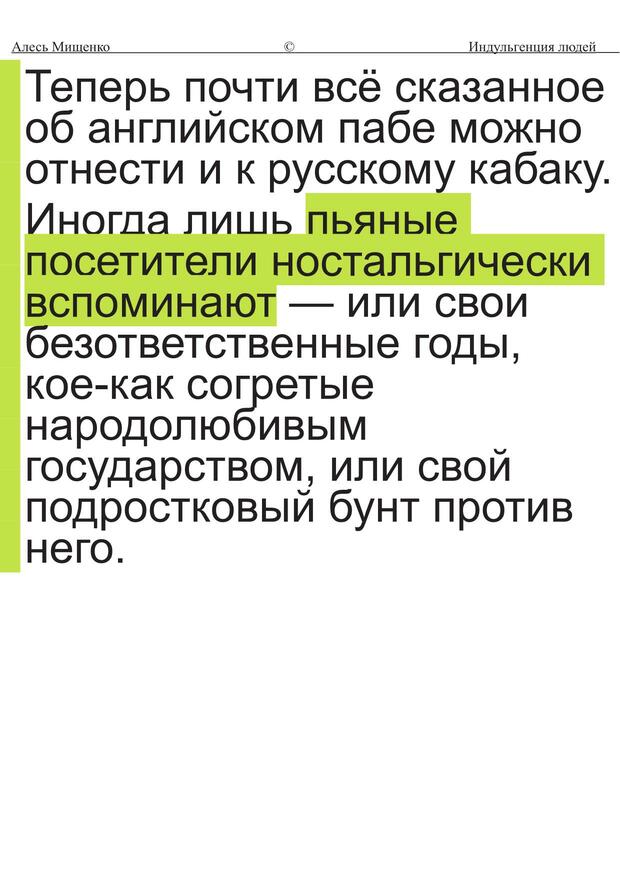 Алесь Мищенко © Индульгенция людей
Теперь почти всё сказанное
об английском пабе можно
отнести и к русскому кабаку.
Иногда лишь пьяные
посетители ностальгически
вспоминают — или свои
безответственные годы,
кое-как согретые
народолюбивым
государством, или свой
подростковый бунт против
него.